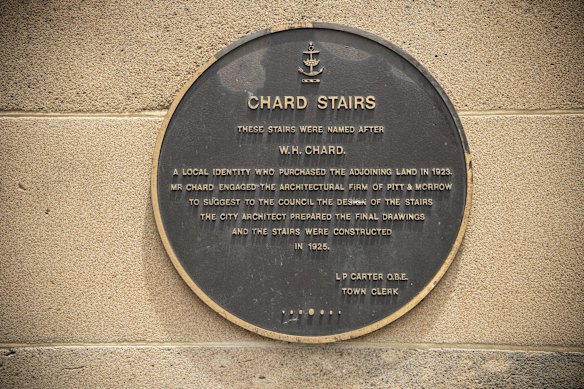 CHARD STAIRS
THESE STAIRS WERE NAMED AFTER
W.H. CHARD.
A LOCAL IDENTITY WHO PURCHASED THE ADJOINING LAND IN 1923.
MR CHARD ENGAGED THE ARCHITECTURAL FIRM OF PITT & MORROW
TO SUGGEST TO THE COUNCIL THE DESIGN OF THE STAIRS
THE CITY ARCHITECT PREPARED THE FINAL DRAWINGS
AND THE STAIRS WERE CONSTRUCTED
IN 1925.
L P CARTER O.B.E.
TOWN CLERK